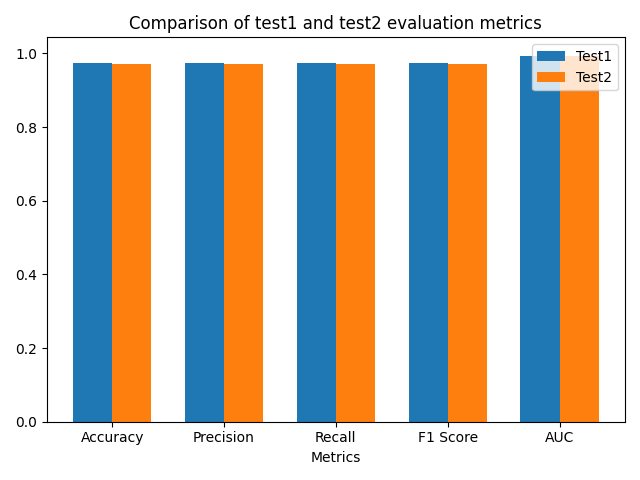 Comparison of test1 and test2 evaluation metrics
1.0
0.8
0.6
0.4
0.2
0.0
Test1
Test2
Accuracy Precision Recall F1 Score AUC
Metrics